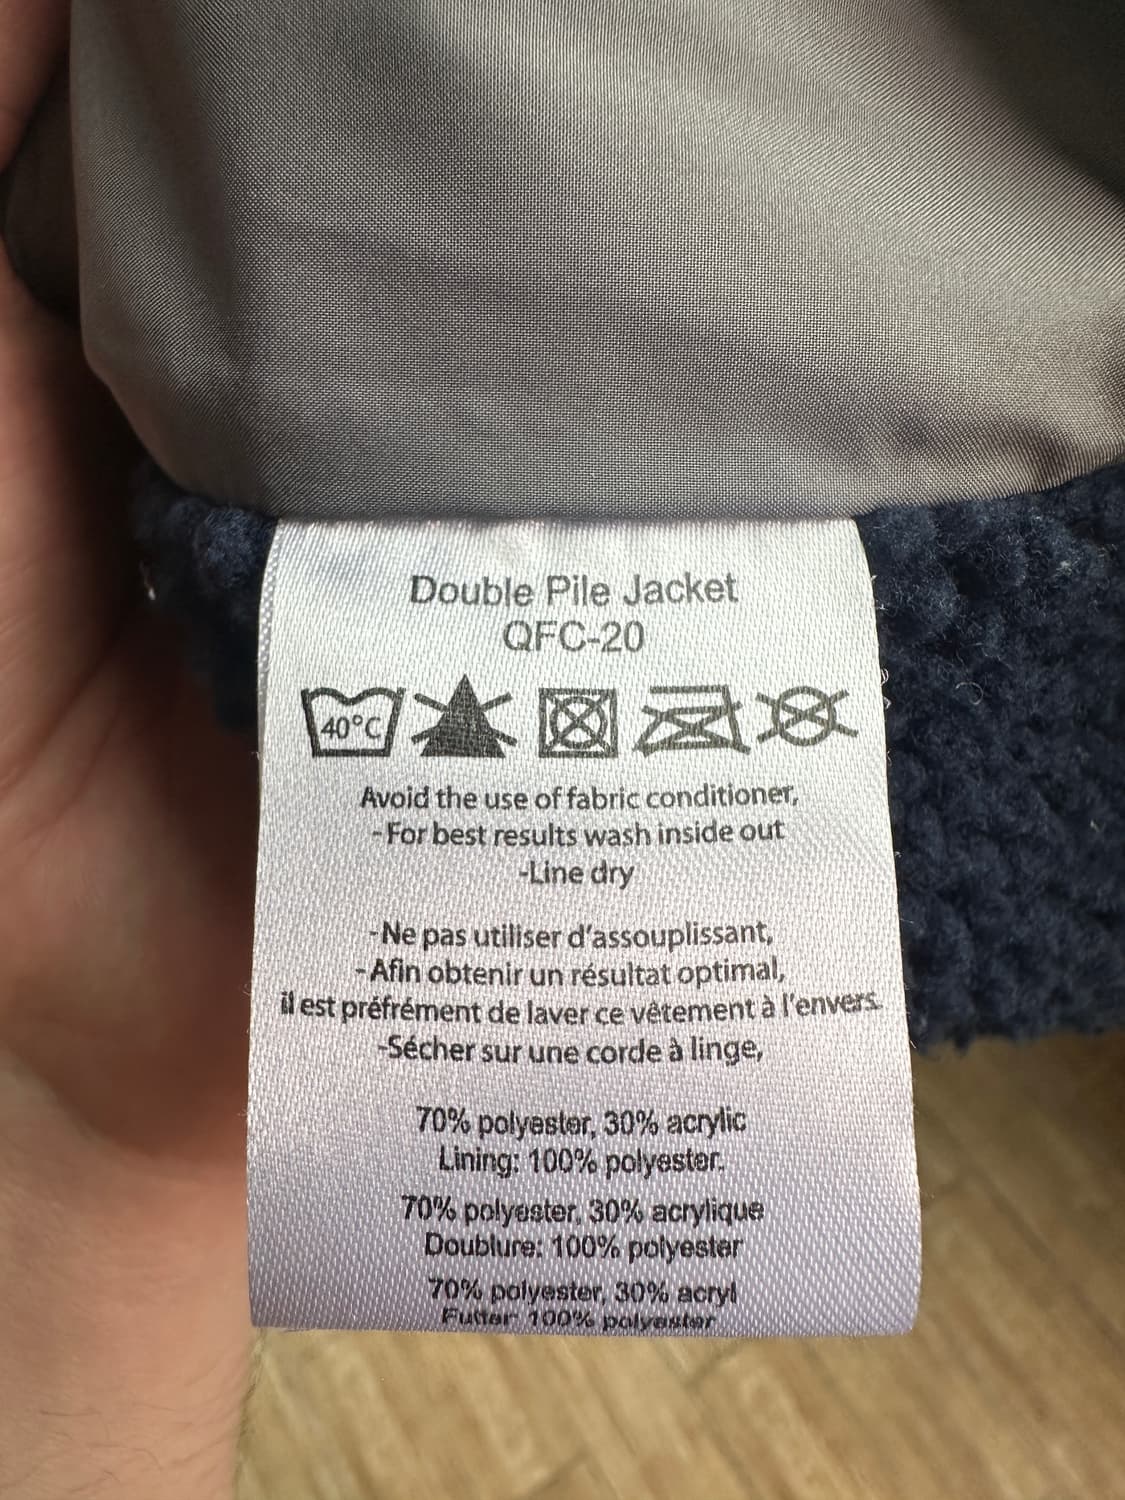 Double Pile Jacket
QFC-20
40°C
Avoid the use of fabric conditioner,
-For best results wash inside out
-Line dry
-Ne pas utiliser d'assouplissant,
-Afin obtenir un résultat optimal,
il est préfrément de laver ce vêtement à l'envers.
-Sécher sur une corde à linge,
70% polyester, 30% acrylic
Lining: 100% polyester.
70% polyester, 30% acrylique
Doublure: 100% polyester
70% polyester, 30% acryl
Futter 100% polyester